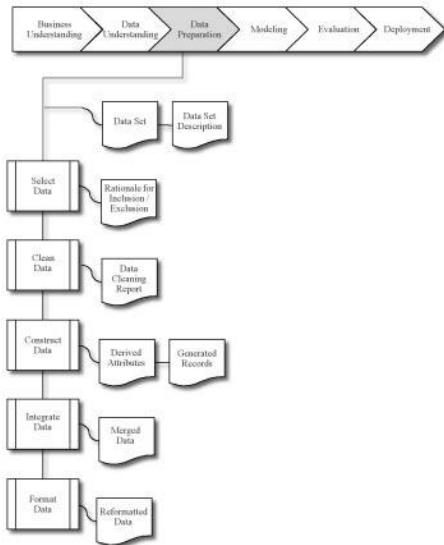 Business
Understanding
Data
Understanding
Data
Preparation
Modeling
Evaluation
Deployment
Data Set
Data Set
Description
Select
Data
Rationale for
Inclusion /
Exclusion
Clean
Data
Data
Cleaning
Report
Construct
Data
Derived
Attributes
Generated
Records
Integrate
Data
Merged
Data
Format
Data
Reformatted
Data